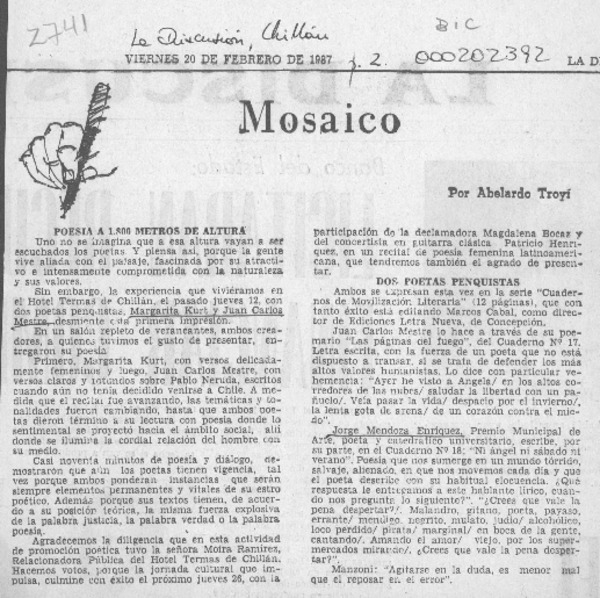 2741
La Discusión, Chillán
BIC
VIERNES 20 DE FEBRERO DE 1987
p. 2.
000202392
LA DI
Mosaico
Por Abelardo Troyí
POESIA A 1.800 METROS DE ALTURA
Uno no se imagina que a esa altura vayan a ser
escuchados los poetas Y piensa así, porque la gente
vive aliada con el paisaje, fascinada por su atracti-
vo e intensamente comprometida con la naturaleza
y sus valores.
Sin embargo, la experiencia que viviéramos en
el Hotel Termas de Chillán, el pasado jueves 12, con
dos poetas penquistas, Margarita Kurt y Juan Carlos
Mestre, desmiente esa primera impresión.
En un salón repleto de veraneantes, ambos crea-
dores, a quienes tuvimos el gusto de presentar, en-
tregaron su poesía
Primero, Margarita Kurt, con versos delicada-
mente femeninos y luego, Juan Carlos Mestre, con
versos claros y rotundos sobre Pablo Neruda, escritos
cuando aún no tenía decidido venirse a Chile. A me-
dida que el recital fue avanzando, las temáticas y to-
nalidades fueron cambiando, hasta que ambos poe-
tas dieron término a su lectura con poesía donde lo
sentimental se proyectó hacia el ámbito social, allí
donde se ilumina la cordial relación del hombre con
su medio.
Casi noventa minutos de poesía y diálogo, de-
mostraron que aún los poetas tienen vigencia, tal
vez porque ambos ponderan instancias que serán
siempre elementos permanentes y vitales de su estro
poético. Además porque sus textos tienen, de acuer-
do a su posición teórica, la misma fuerza explosiva
de la palabra justicia, la palabra verdad o la palabra
poesía.
Agradecemos la diligencia que en esta actividad
de promoción poética tuvo la señora Moira Ramírez,
Relacionadora Pública del Hotel Termas de Chillán.
Hacemos votos, porque la jornada cultural que im-
pulsa, culmine con éxito el próximo jueves 26, con la
participación de la declamadora Magdalena Bocaz y
del concertista en guitarra clásica Patricio Henrí-
quez, en un recital de poesía femenina latinoameri-
cana, que tendremos también el agrado de presen-
tar.
DOS POETAS PENQUISTAS
Ambos se expresan esta vez en la serie "Cuader-
nos de Movilización Literaria" (12 páginas), que con
tanto éxito está editando Marcos Cabal, como direc-
tor de Ediciones Letra Nueva, de Concepción.
Juan Carlos Mestre lo hace a través de su poe-
mario "Las páginas del fuego", del Cuaderno Nº 17.
Letra escrita, con la fuerza de un poeta que no está
dispuesto a transar, si se trata de defender los más
altos valores humanistas. Lo dice con particular ve-
hemencia: "Ayer he visto a Angela/ en los altos co-
rredores de las nubes/ saludar la libertad con un pa-
ñuelo/. Vela pasar la vida/ despacio por el invierno/,
la lenta gota de arena/ de un corazón contra el mie-
do".
Jorge Mendoza Enríquez, Premio Municipal de
Arte, poeta y catedrático universitario, escribe, por
su parte, en el Cuaderno Nº 18: "Ni ángel ni sábado ni
verano". Poesía que nos sumerge en un mundo tórrido,
salvaje, alienado, en que nos movemos cada día y que
el poeta describe con su habitual elocuencia. ¿Qué
respuesta le entregamos a este hablante lírico, cuan-
do nos pregunta lo siguiente?. "¿Crees que vale la
pena despertar?/. Malandro, gitano, poeta, payaso,
errante/ mendigo, negrito, mulato, judío/ alcohólico,
loco perdido/ pirata/ marginal/ en boca de la gente,
cantando/. Amando el amor/ viejo, por los super-
mercados mirando/, ¿Crees que vale la pena desper-
tar?".
Manzoni: "Agitarse en la duda, es menor mal
que el reposar en el error".